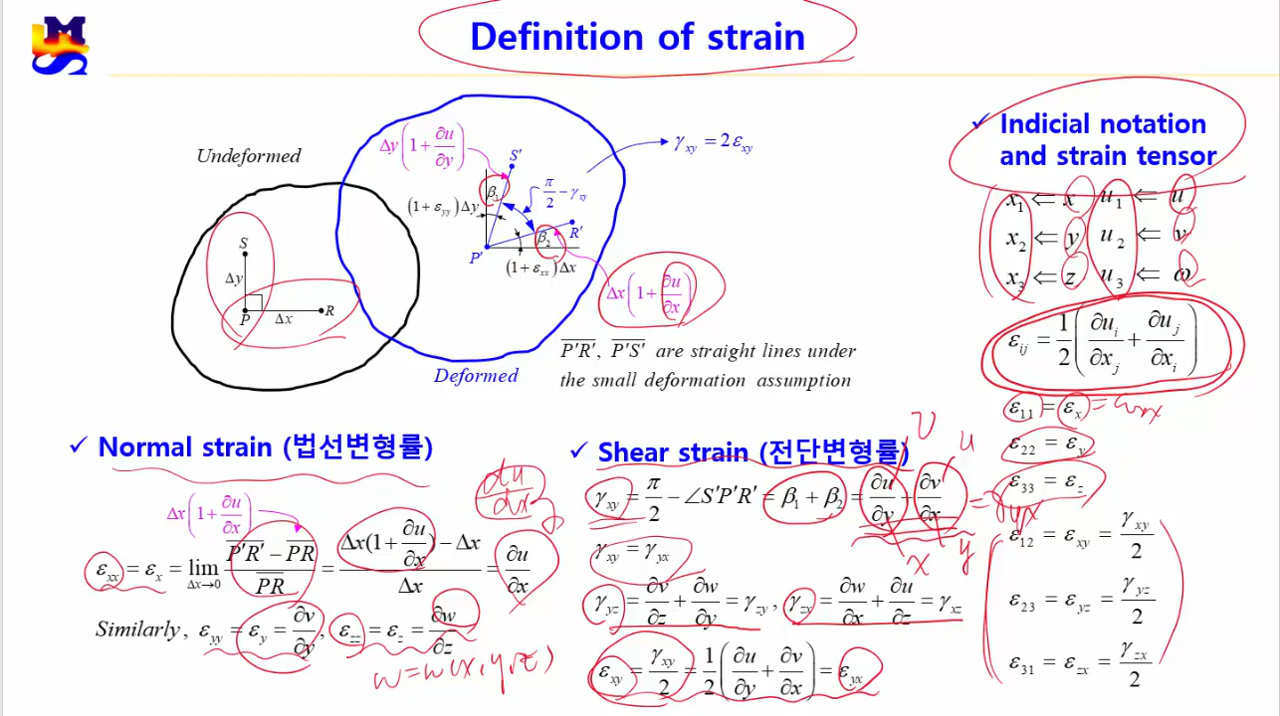 Definition of strain
Undeformed
S
Δy
P
Δx
R
Δy(1+∂u/∂y)
S'
γxy = 2εxy
β1
π/2 − γxy
(1+εyy)Δy
β2
R'
P'
(1+εxx)Δx
Δx(1+∂u/∂x)
Deformed
P'R', P'S' are straight lines under
the small deformation assumption
✓ Indicial notation
and strain tensor
x1 ⇐ x u1 ⇐ u
x2 ⇐ y u2 ⇐ v
x3 ⇐ z u3 ⇐ ω
εij = 1/2(∂ui/∂xj + ∂uj/∂xi)
ε11 = εx
ε22 = εy
ε33 = εz
ε12 = εxy = γxy/2
ε23 = εyz = γyz/2
ε31 = εzx = γzx/2
✓ Normal strain (법선변형률)
du/dx
Δx(1+∂u/∂x)
εxx = εx = lim Δx→0 (P'R' − PR)/PR = (Δx(1+∂u/∂x) − Δx)/Δx = ∂u/∂x
Similarly, εyy = εy = ∂v/∂y, εzz = εz = ∂w/∂z
w=w(x,y,z)
✓ Shear strain (전단변형률)
v u
γxy = π/2 − ∠S'P'R' = β1 + β2 = ∂u/∂y + ∂v/∂x = γyx
x y
γxy = γyx
γyz = ∂v/∂z + ∂w/∂y = γzy, γzx = ∂w/∂x + ∂u/∂z = γxz
εxy = γxy/2 = 1/2(∂u/∂y + ∂v/∂x) = εyx